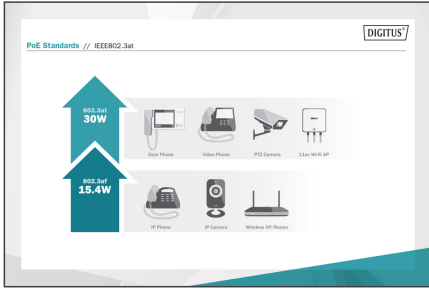 DIGITUS®
PoE Standards // IEEE802.3at
802.3at
30W
Door Phone Video Phone PTZ Camera 11ac Wi-Fi AP
802.3af
15.4W
IP Phone IP Camera Wireless AP/Router